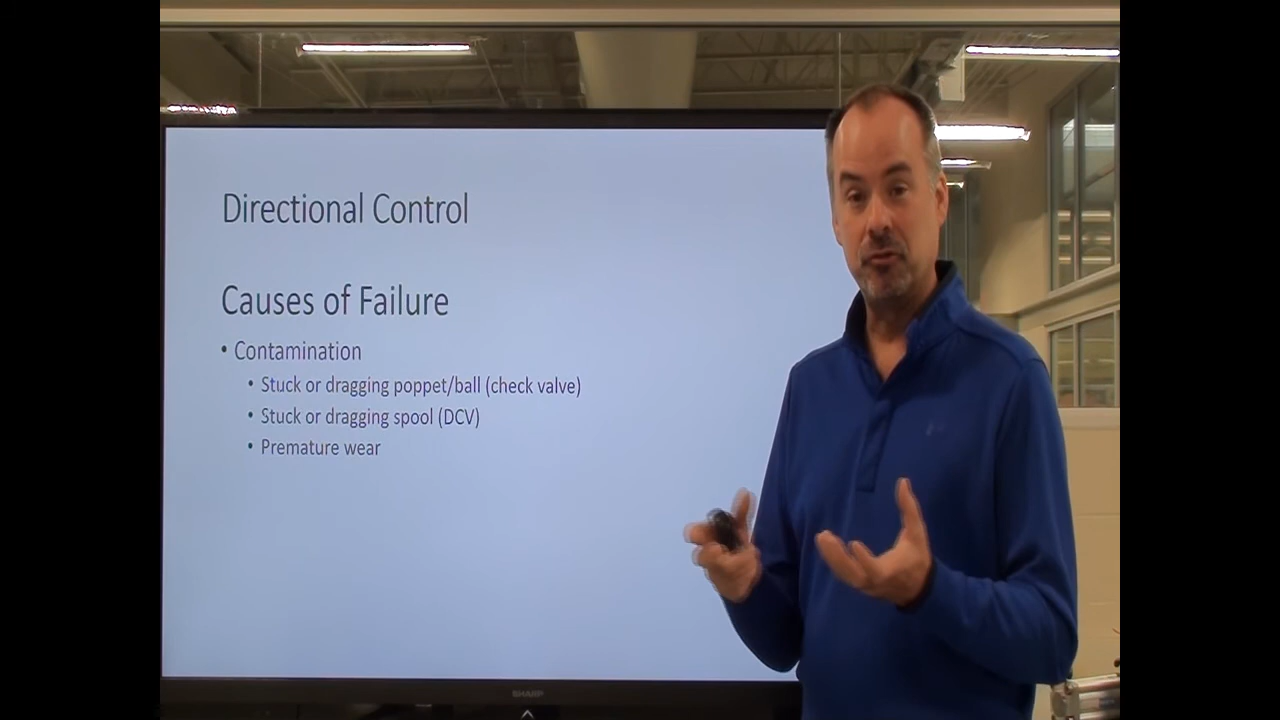 Directional Control
Causes of Failure
• Contamination
• Stuck or dragging poppet/ball (check valve)
• Stuck or dragging spool (DCV)
• Premature wear
SHARP